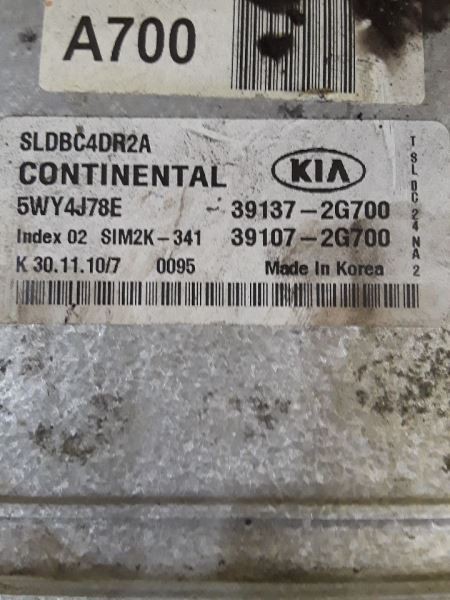 A700
SLDBC4DR2A
CONTINENTAL KIA
5WY4J78E - 39137-2G700
Index 02 SIM2K-341 39107-2G700
K 30.11.10/7 0095 Made In Korea
TSLDC24NA2